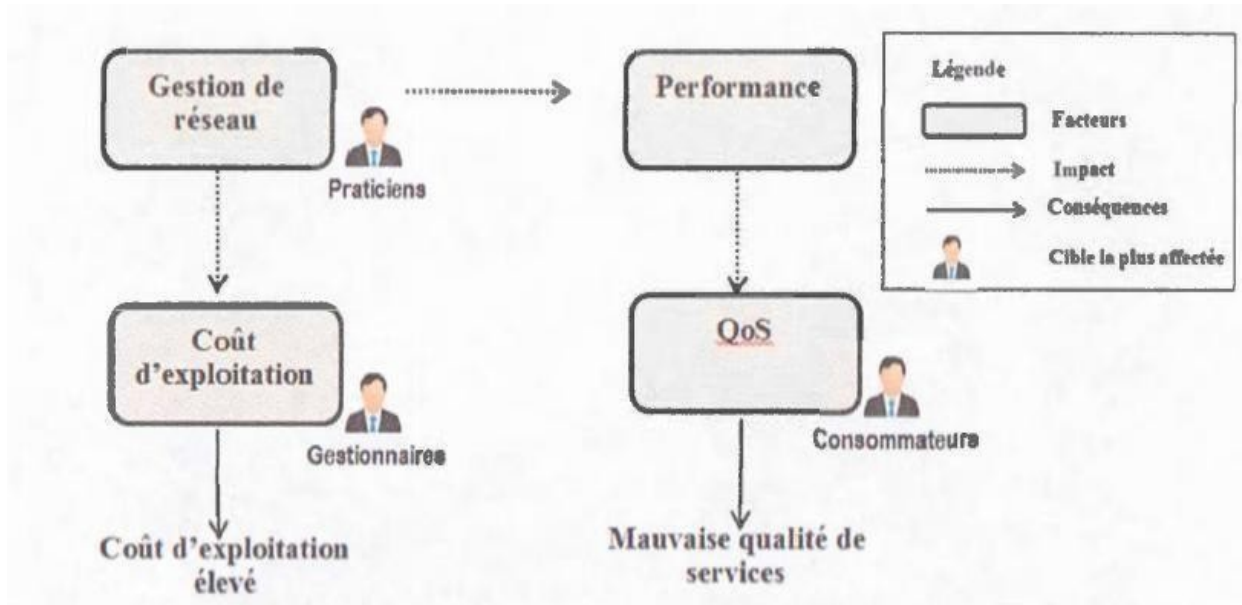 Gestion de
réseau
Praticiens
Performance
Légende
Facteurs
Impact
Conséquences
Cible la plus affectée
Coût
d'exploitation
Gestionnaires
QoS
Consommateurs
Coût d'exploitation
élevé
Mauvaise qualité de
services